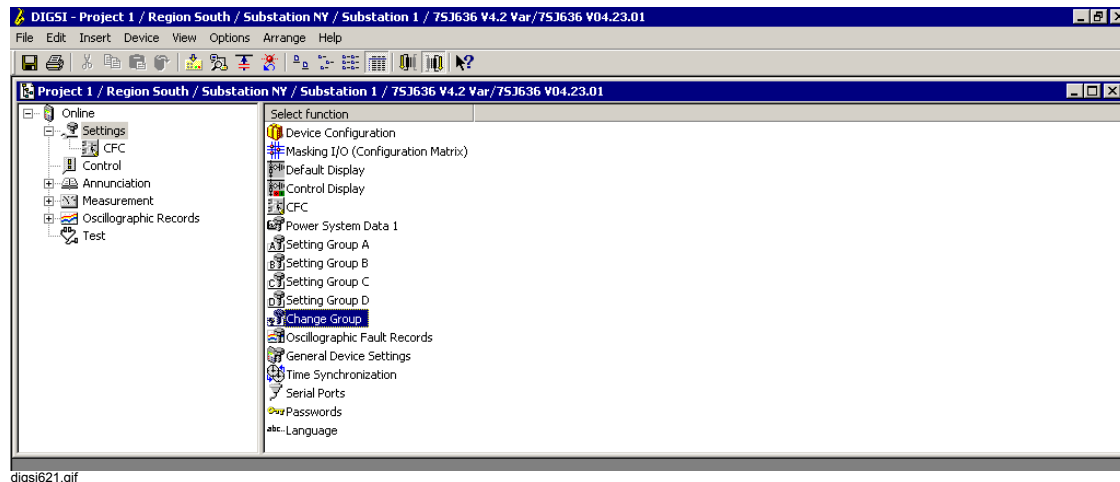 DIGSI - Project 1 / Region South / Substation NY / Substation 1 / 7SJ636 V4.2 Var/7SJ636 V04.23.01
File Edit Insert Device View Options Arrange Help
Project 1 / Region South / Substation NY / Substation 1 / 7SJ636 V4.2 Var/7SJ636 V04.23.01
Online
Settings
CFC
Control
Annunciation
Measurement
Oscillographic Records
Test
Select function
Device Configuration
Masking I/O (Configuration Matrix)
Default Display
Control Display
CFC
Power System Data 1
Setting Group A
Setting Group B
Setting Group C
Setting Group D
Change Group
Oscillographic Fault Records
General Device Settings
Time Synchronization
Serial Ports
Passwords
abc Language
digsi621.gif